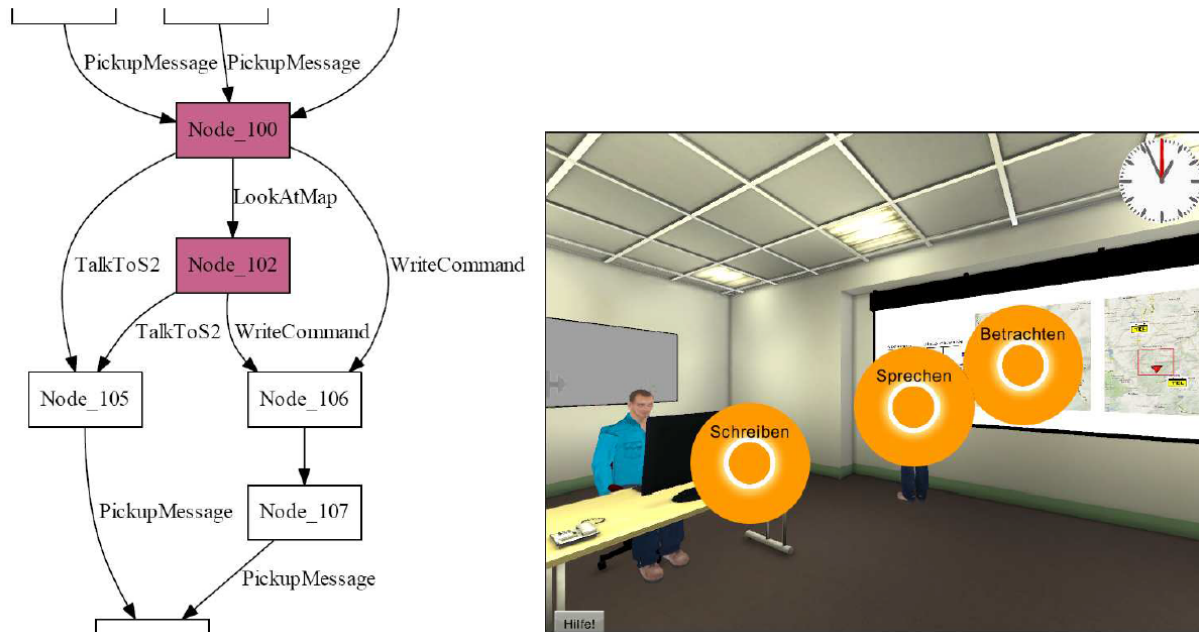 PickupMessage
PickupMessage
Node_100
LookAtMap
TalkToS2
Node_102
WriteCommand
TalkToS2
WriteCommand
Node_105
Node_106
PickupMessage
Node_107
PickupMessage
Betrachten
Sprechen
Schreiben
Hilfe!